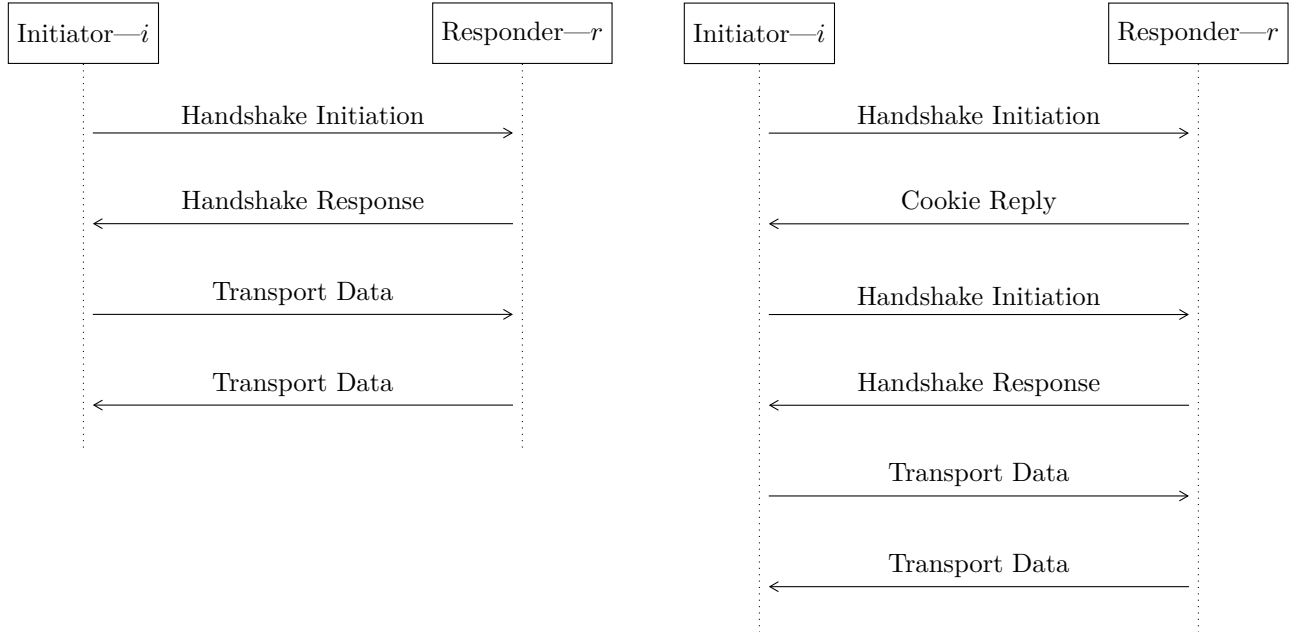 Initiator—i
Responder—r
Handshake Initiation
Handshake Response
Transport Data
Transport Data
Initiator—i
Responder—r
Handshake Initiation
Cookie Reply
Handshake Initiation
Handshake Response
Transport Data
Transport Data